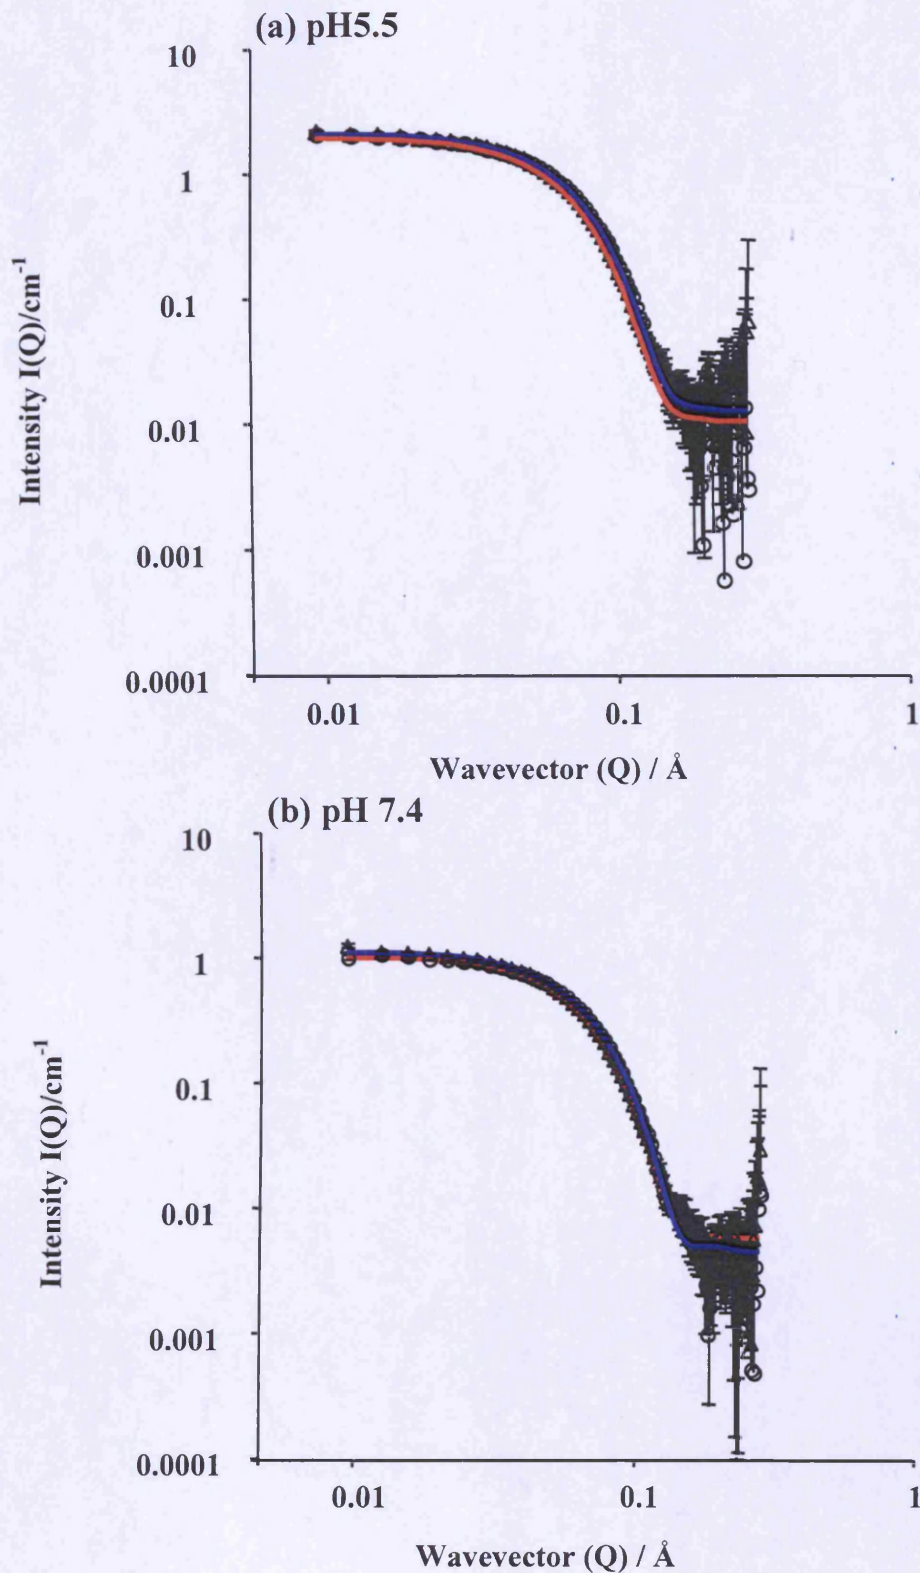 (a) pH5.5
10
1
0.1
0.01
0.001
0.0001
Intensity I(Q)/cm⁻¹
0.01 0.1 1
Wavevector (Q) / Å
(b) pH 7.4
10
1
0.1
0.01
0.001
0.0001
Intensity I(Q)/cm⁻¹
0.01 0.1 1
Wavevector (Q) / Å